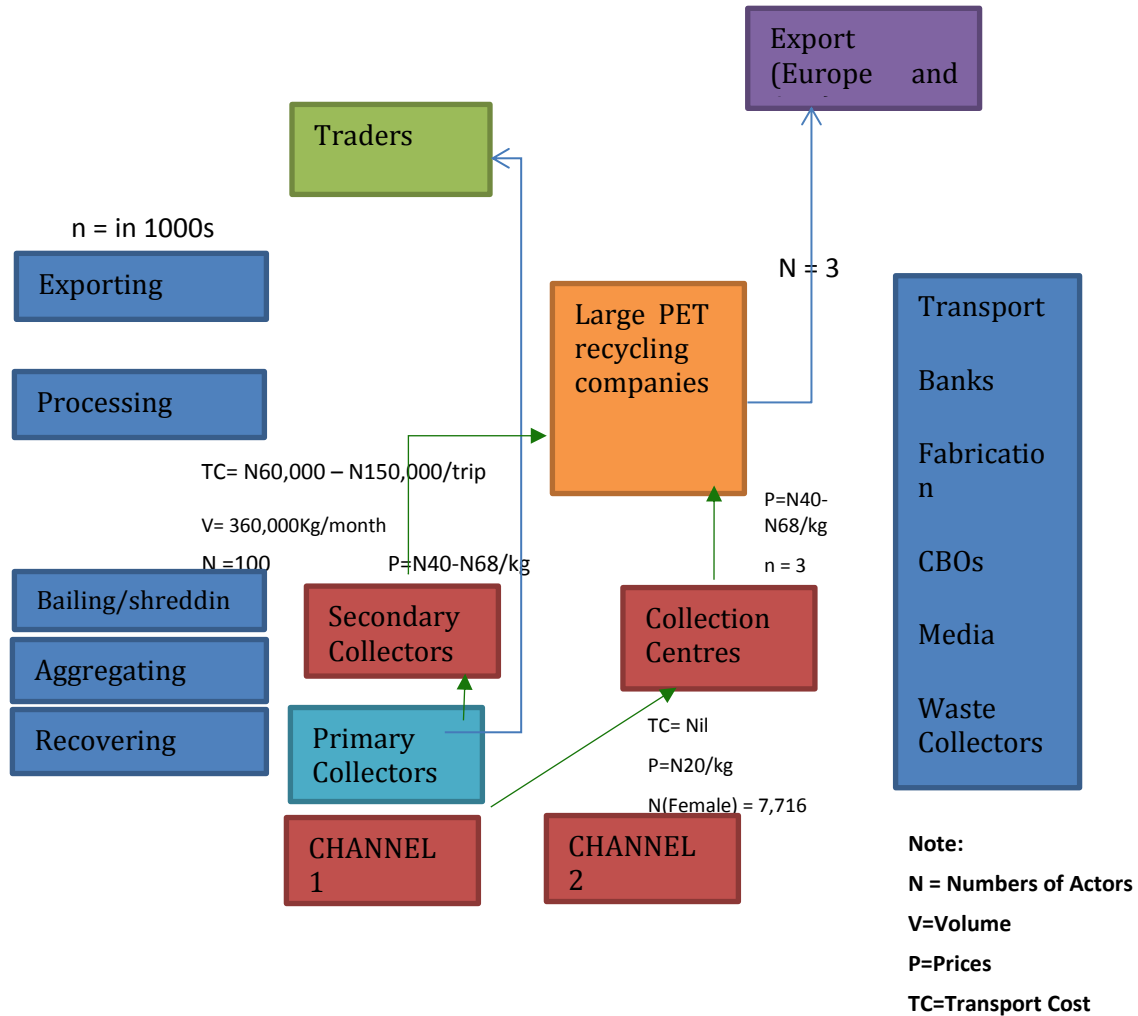 Export
(Europe and
Traders
n = in 1000s
Exporting
N = 3
Large PET
recycling
companies
Transport
Banks
Fabricatio
n
CBOs
Media
Waste
Collectors
Processing
TC= N60,000 – N150,000/trip
V= 360,000Kg/month
N =100
P=N40-N68/kg
P=N40-
N68/kg
n = 3
Bailing/shreddin
Aggregating
Recovering
Secondary
Collectors
Collection
Centres
Primary
Collectors
TC= Nil
P=N20/kg
N(Female) = 7,716
CHANNEL
1
CHANNEL
2
Note:
N = Numbers of Actors
V=Volume
P=Prices
TC=Transport Cost